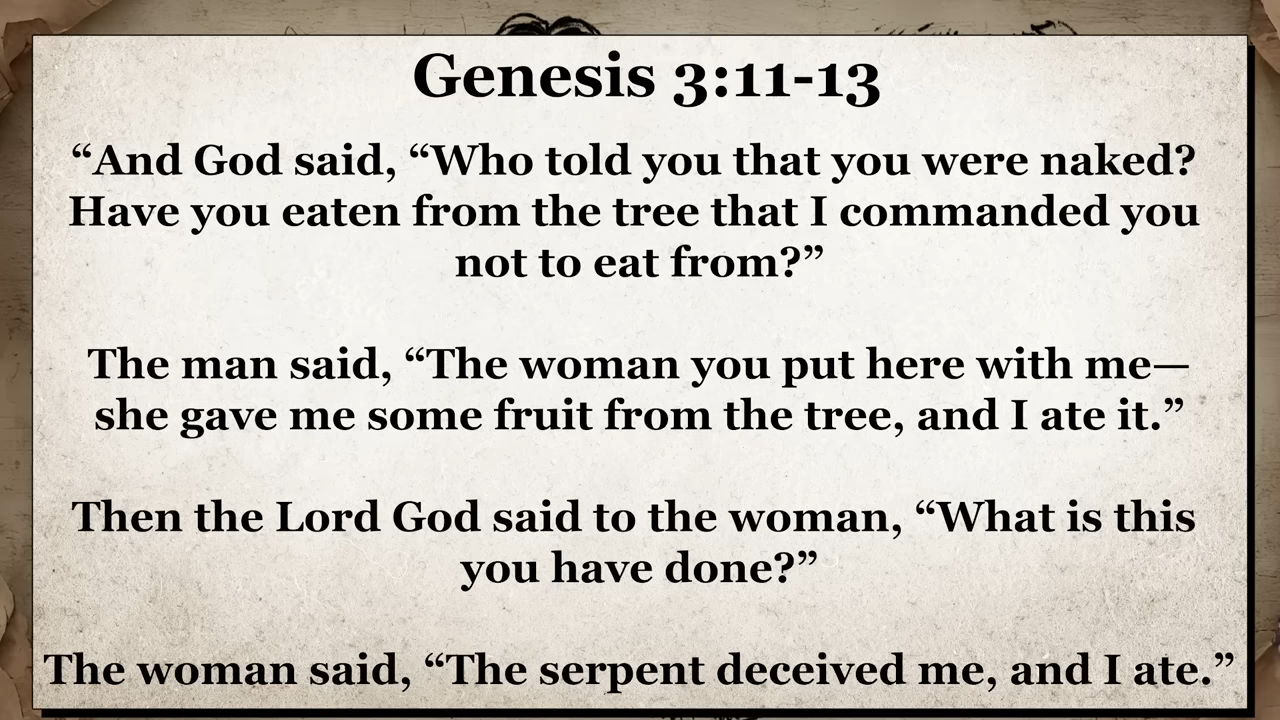 Genesis 3:11-13
“And God said, “Who told you that you were naked?
Have you eaten from the tree that I commanded you
not to eat from?”
The man said, “The woman you put here with me—
she gave me some fruit from the tree, and I ate it.”
Then the Lord God said to the woman, “What is this
you have done?”
The woman said, “The serpent deceived me, and I ate.”